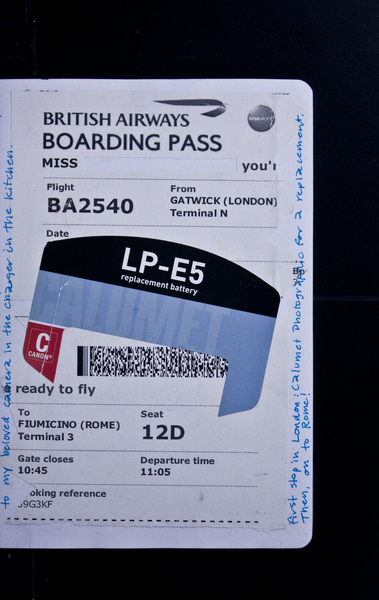 BRITISH AIRWAYS
BOARDING PASS
MISS you'r
Flight From
BA2540 GATWICK (LONDON)
Terminal N
Date
LP-E5
replacement battery
CALUMET
C
CANON®
ready to fly
To Seat
FIUMICINO (ROME) 12D
Terminal 3
Gate closes Departure time
10:45 11:05
oking reference
9G3KF
to my beloved camera in the charger in the kitchen.
First stop in London: Calumet Photographic for a replacement.
Then, on to Rome!